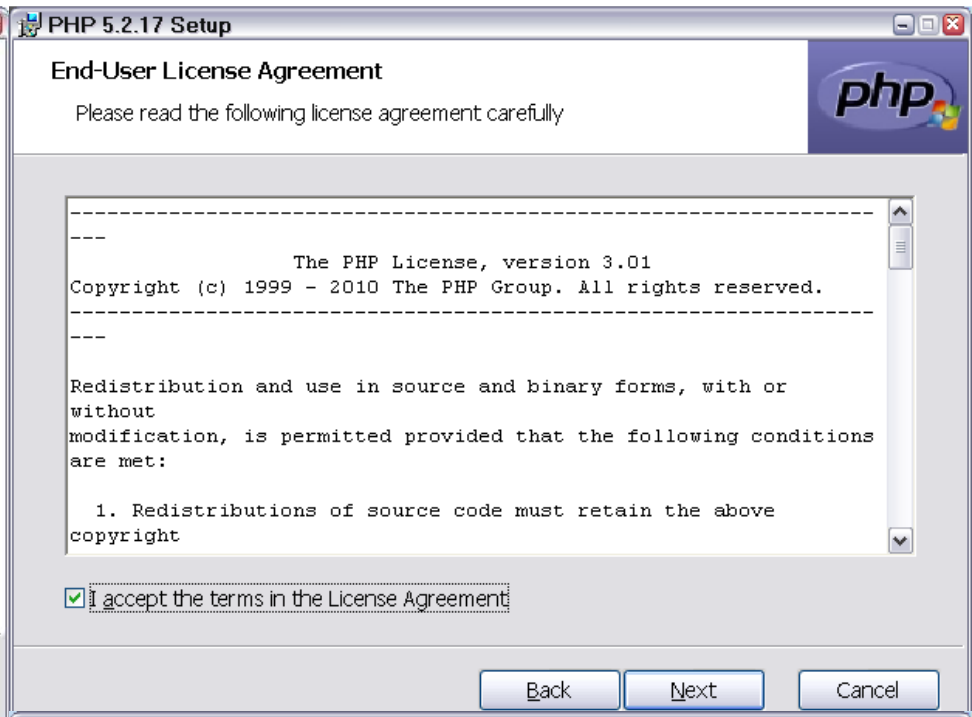 PHP 5.2.17 Setup
End-User License Agreement
Please read the following license agreement carefully
php
-----------------------------------------------------------------
---
The PHP License, version 3.01
Copyright (c) 1999 - 2010 The PHP Group. All rights reserved.
-----------------------------------------------------------------
---
Redistribution and use in source and binary forms, with or
without
modification, is permitted provided that the following conditions
are met:
1. Redistributions of source code must retain the above
copyright
I accept the terms in the License Agreement
Back Next Cancel